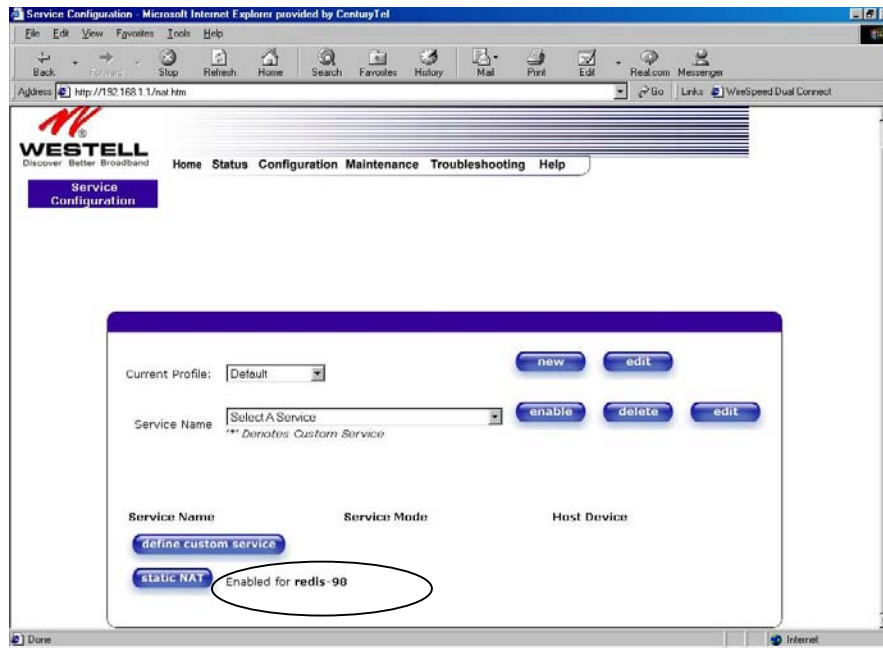 Service Configuration - Microsoft Internet Explorer provided by CenturyTel
File Edit View Favorites Tools Help
Back Forward Stop Refresh Home Search Favorites History Mail Print Edit Real.com Messenger
Address http://192.168.1.1/nat.htm Go Links WireSpeed Dual Connect
WESTELL
Discover Better Broadband
Home Status Configuration Maintenance Troubleshooting Help
Service
Configuration
Current Profile: Default new edit
Service Name Select A Service enable delete edit
"*" Denotes Custom Service
Service Name Service Mode Host Device
define custom service
static NAT Enabled for redis-98
Done Internet